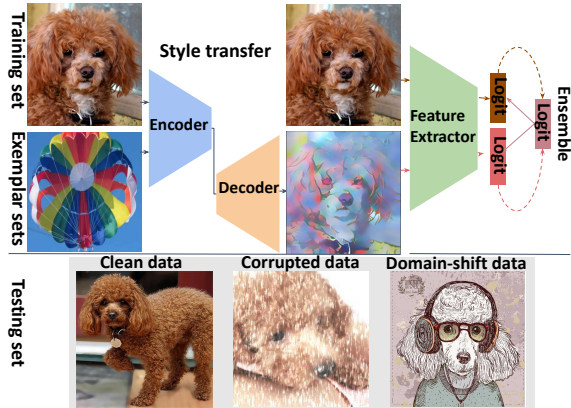 Training set
Style transfer
Exemplar sets
Encoder
Decoder
Feature
Extractor
Logit
Logit
Logit
Ensemble
Testing set
Clean data
Corrupted data
Domain-shift data